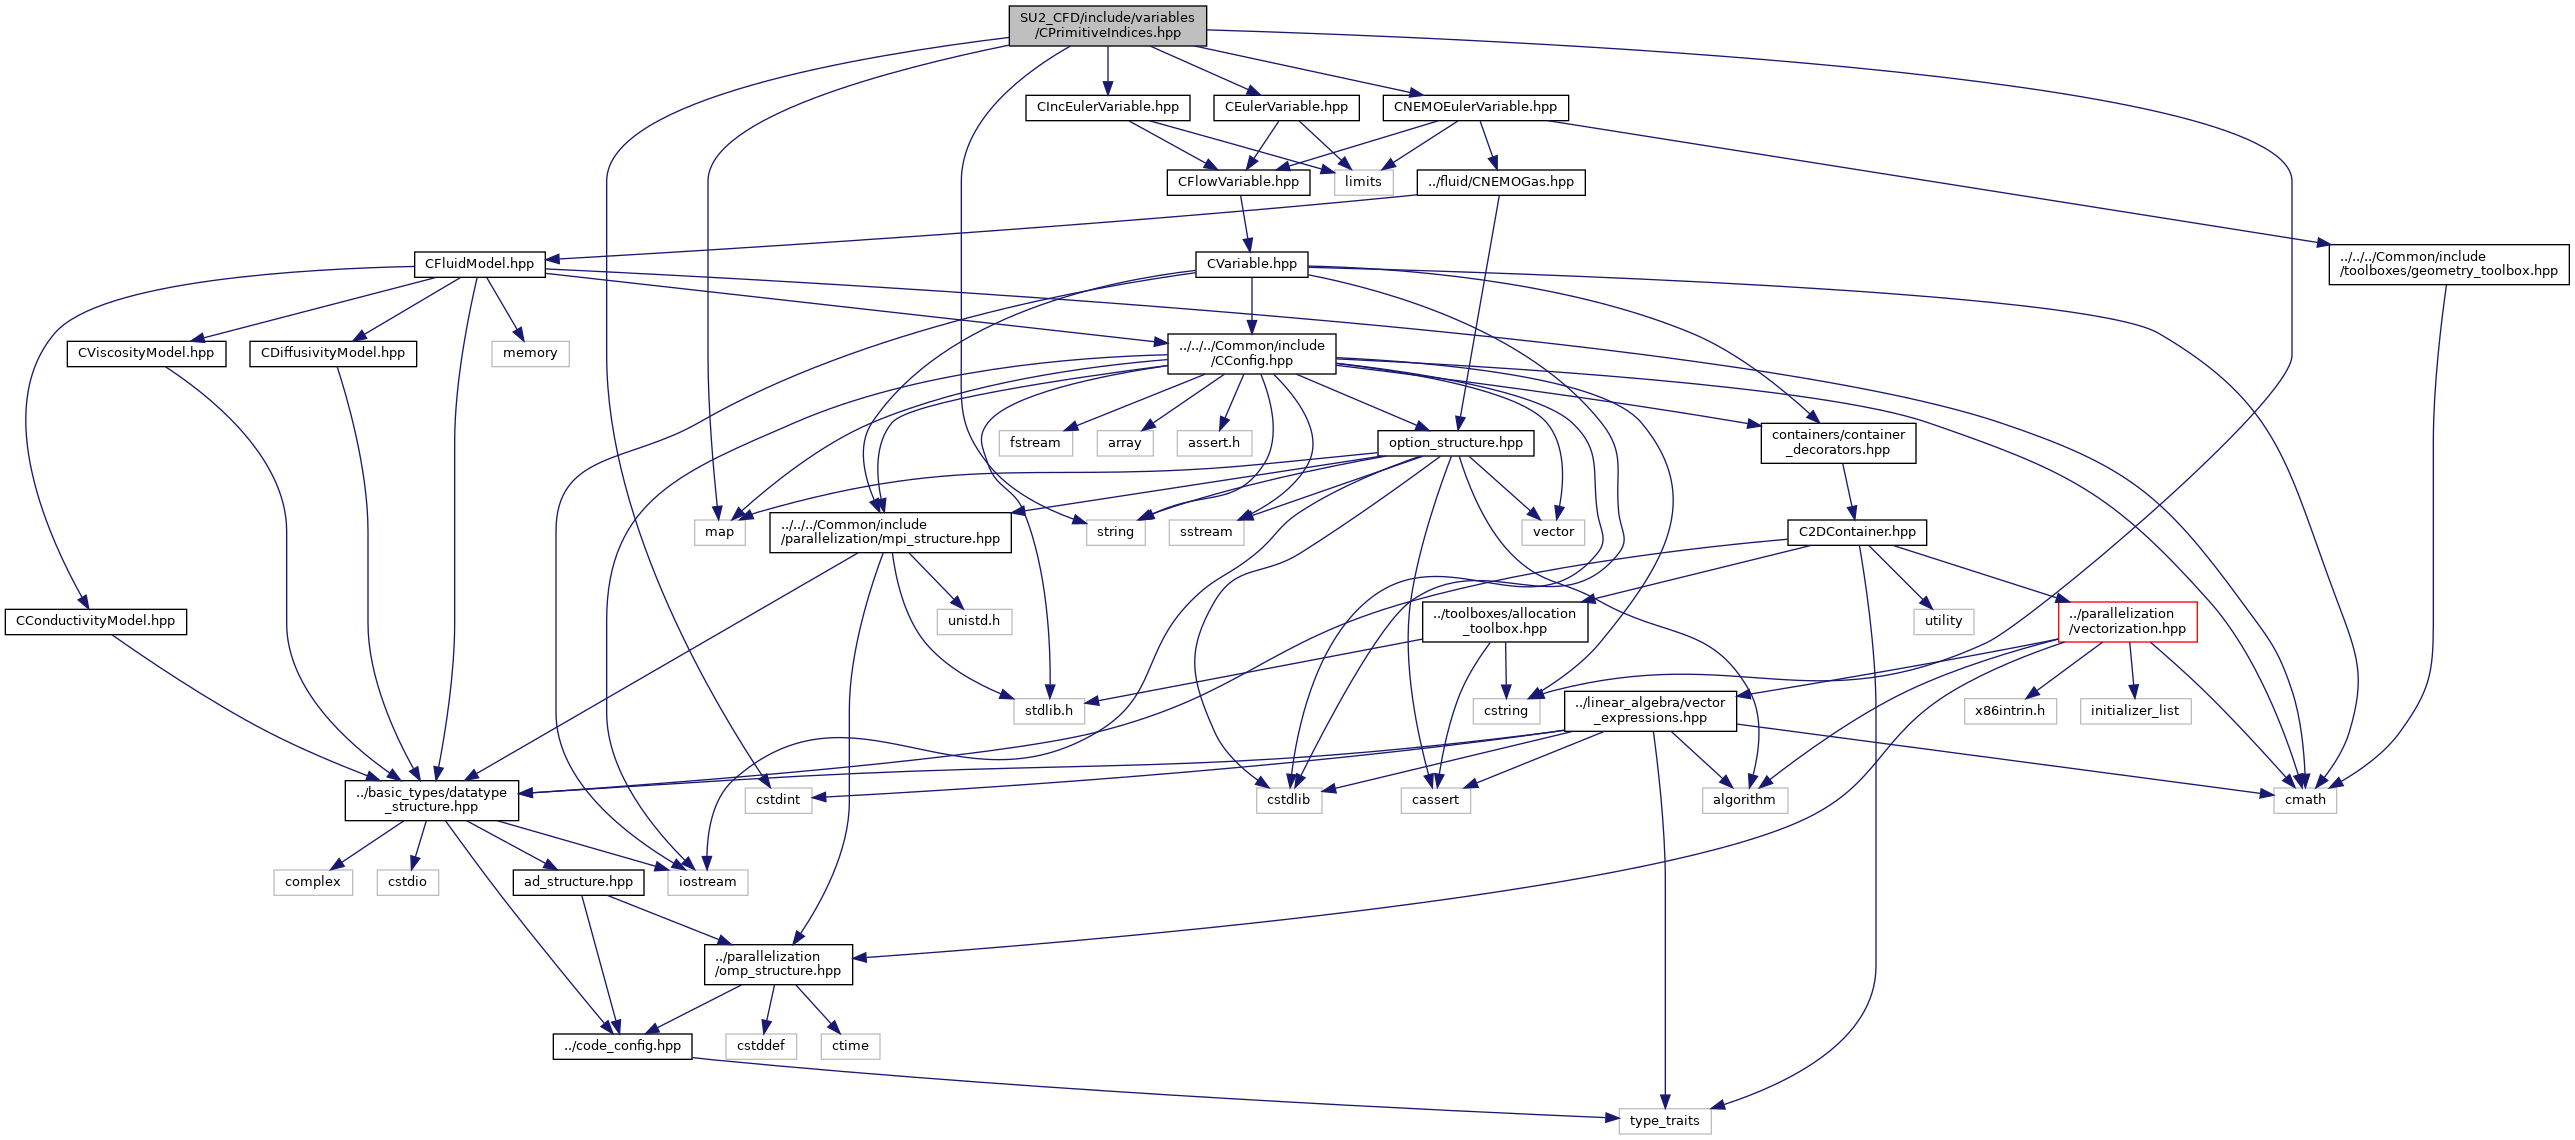 SU2_CFD/include/variables
/CPrimitiveIndices.hpp
CIncEulerVariable.hpp
CEulerVariable.hpp
CNEMOEulerVariable.hpp
CFlowVariable.hpp
limits
../fluid/CNEMOGas.hpp
CFluidModel.hpp
CVariable.hpp
../../../Common/include
/toolboxes/geometry_toolbox.hpp
CViscosityModel.hpp
CDiffusivityModel.hpp
memory
../../../Common/include
/CConfig.hpp
fstream
array
assert.h
option_structure.hpp
containers/container
_decorators.hpp
map
../../../Common/include
/parallelization/mpi_structure.hpp
string
sstream
vector
C2DContainer.hpp
CConductivityModel.hpp
unistd.h
../toolboxes/allocation
_toolbox.hpp
utility
../parallelization
/vectorization.hpp
stdlib.h
cstring
../linear_algebra/vector
_expressions.hpp
x86intrin.h
initializer_list
../basic_types/datatype
_structure.hpp
cstdint
cstdlib
cassert
algorithm
cmath
complex
cstdio
ad_structure.hpp
iostream
../parallelization
/omp_structure.hpp
../code_config.hpp
cstddef
ctime
type_traits